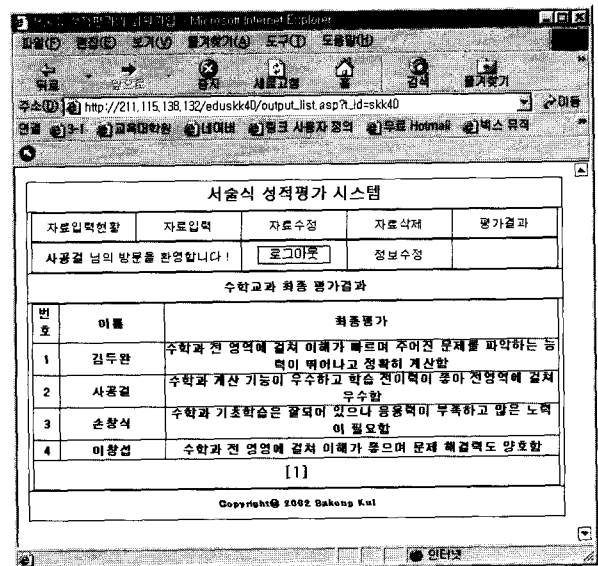 Microsoft Internet Explorer
파일(F) 편집(E) 보기(V) 즐겨찾기(A) 도구(T) 도움말(H)
뒤로 앞으로 중지 새로고침 홈 검색 즐겨찾기
주소(D) http://211.115.138.132/eduskk40/output_list.asp?t_id=skk40 이동
연결 3-1 교육대학원 네이버 링크 사용자 정의 무료 Hotmail 벅스 뮤직
서술식 성적평가 시스템
자료입력현황 자료입력 자료수정 자료삭제 평가결과
사공걸 님의 방문을 환영합니다! 로그아웃 정보수정
수학교과 최종 평가결과
번호 이름 최종평가
1 김두완 수학과 전 영역에 걸쳐 이해가 빠르며 주어진 문제를 파악하는 능
력이 뛰어나고 정확히 계산함
2 사공걸 수학과 계산 기능이 우수하고 학습 전이력이 좋아 전영역에 걸쳐
우수함
3 손창식 수학과 기초학습은 잘되어 있으나 응용력이 부족하고 많은 노력
이 필요함
4 이창섭 수학과 전 영영에 걸쳐 이해가 좋으며 문제 해결력도 양호함
[1]
Copyright@ 2002 Sakong Kul
인터넷